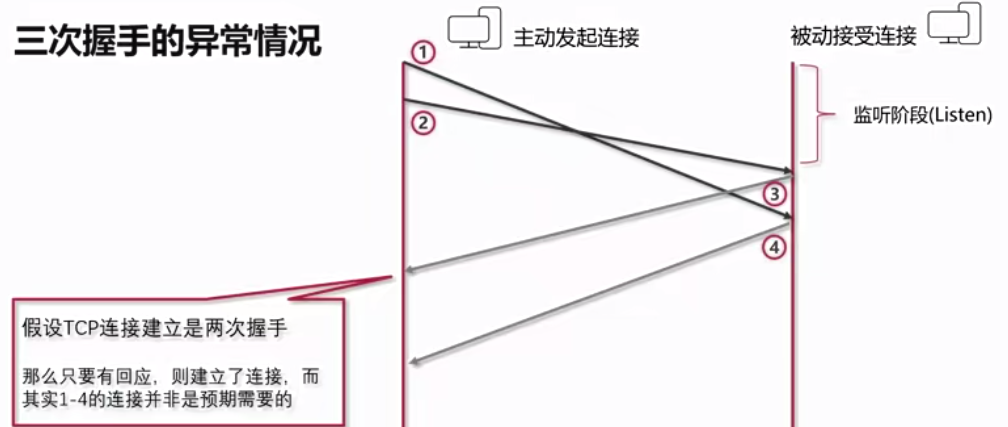 三次握手的异常情况
主动发起连接
被动接受连接
①
监听阶段(Listen)
②
③
④
假设TCP连接建立是两次握手
那么只要有回应，则建立了连接，而
其实1-4的连接并非是预期需要的